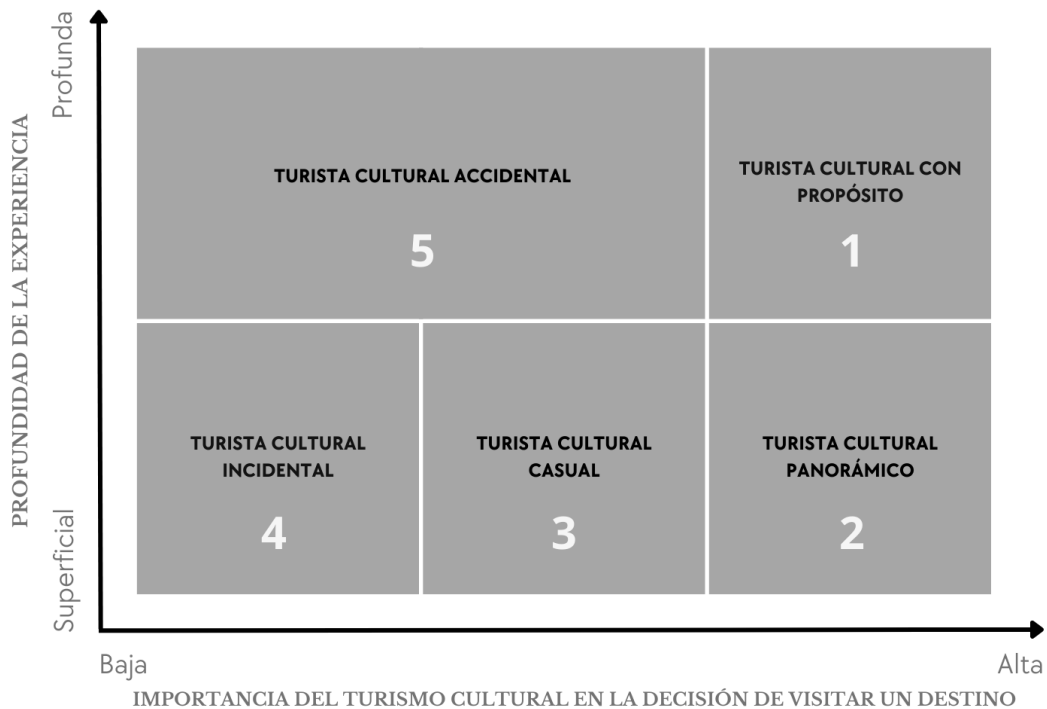 Profunda
PROFUNDIDAD DE LA EXPERIENCIA
Superficial
TURISTA CULTURAL ACCIDENTAL
5
TURISTA CULTURAL CON
PROPÓSITO
1
TURISTA CULTURAL
INCIDENTAL
4
TURISTA CULTURAL
CASUAL
3
TURISTA CULTURAL
PANORÁMICO
2
Baja
Alta
IMPORTANCIA DEL TURISMO CULTURAL EN LA DECISIÓN DE VISITAR UN DESTINO